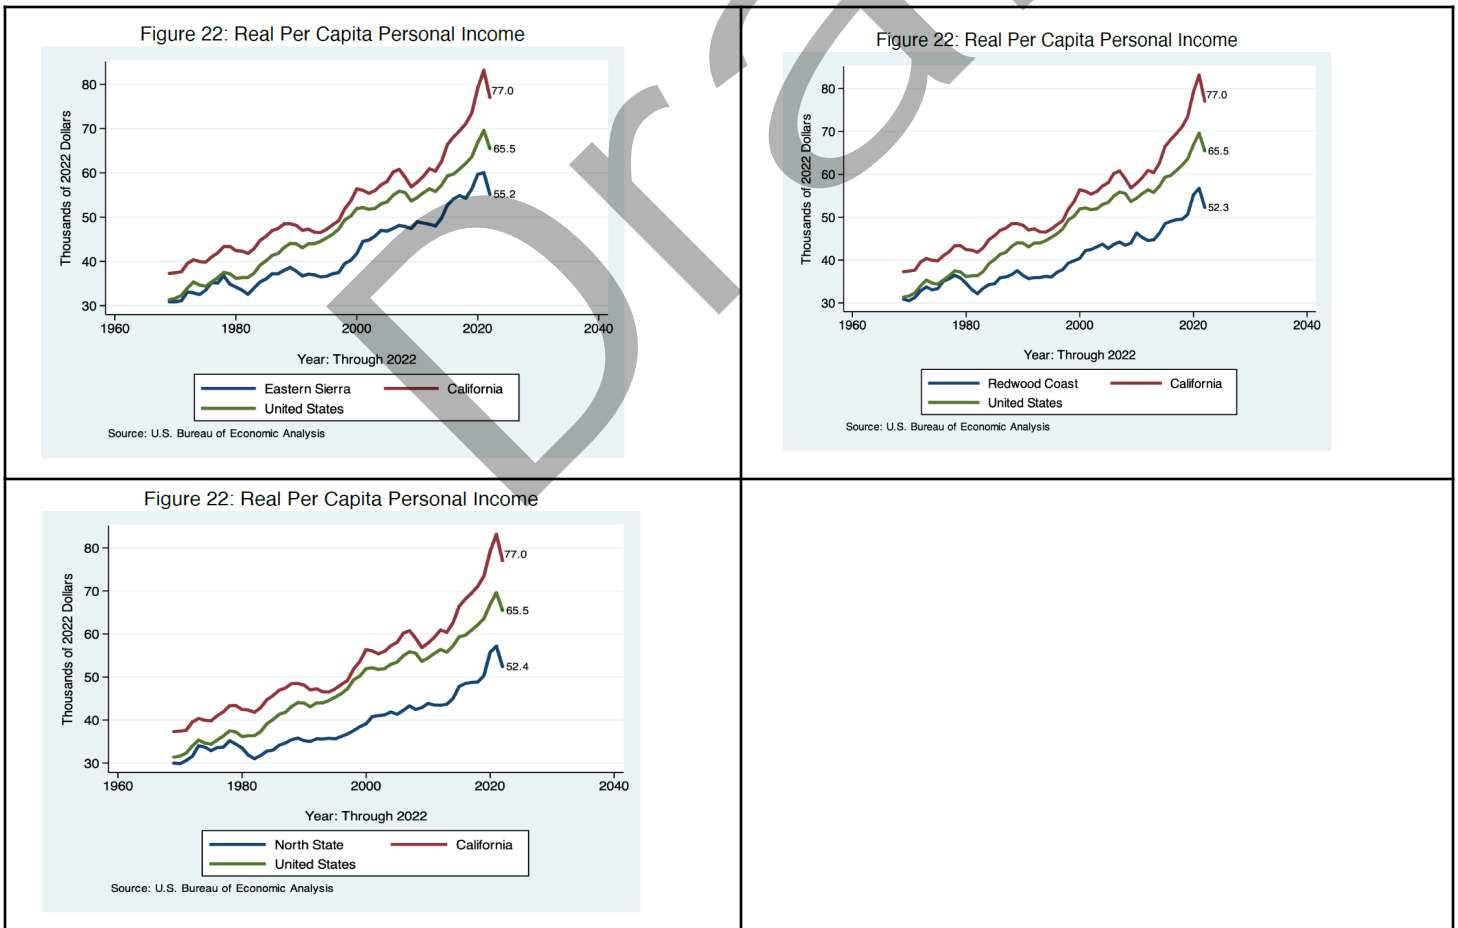 Figure 22: Real Per Capita Personal Income
Thousands of 2022 Dollars
80
70
60
50
40
30
77.0
65.5
55.2
1960 1980 2000 2020 2040
Year: Through 2022
Eastern Sierra California
United States
Source: U.S. Bureau of Economic Analysis
Figure 22: Real Per Capita Personal Income
Thousands of 2022 Dollars
80
70
60
50
40
30
77.0
65.5
52.3
1960 1980 2000 2020 2040
Year: Through 2022
Redwood Coast California
United States
Source: U.S. Bureau of Economic Analysis
Figure 22: Real Per Capita Personal Income
Thousands of 2022 Dollars
80
70
60
50
40
30
77.0
65.5
52.4
1960 1980 2000 2020 2040
Year: Through 2022
North State California
United States
Source: U.S. Bureau of Economic Analysis